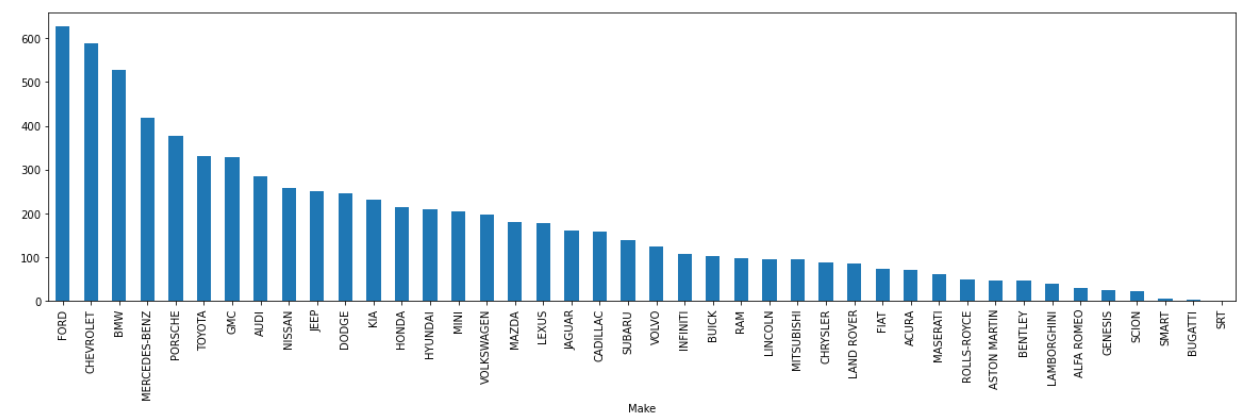 600
500
400
300
200
100
0
FORD
CHEVROLET
BMW
MERCEDES-BENZ
PORSCHE
TOYOTA
GMC
AUDI
NISSAN
JEEP
DODGE
KIA
HONDA
HYUNDAI
MINI
VOLKSWAGEN
MAZDA
LEXUS
JAGUAR
CADILLAC
SUBARU
VOLVO
INFINITI
BUICK
RAM
LINCOLN
MITSUBISHI
CHRYSLER
LAND ROVER
FIAT
ACURA
MASERATI
ROLLS-ROYCE
ASTON MARTIN
BENTLEY
LAMBORGHINI
ALFA ROMEO
GENESIS
SCION
SMART
BUGATTI
SRT
Make